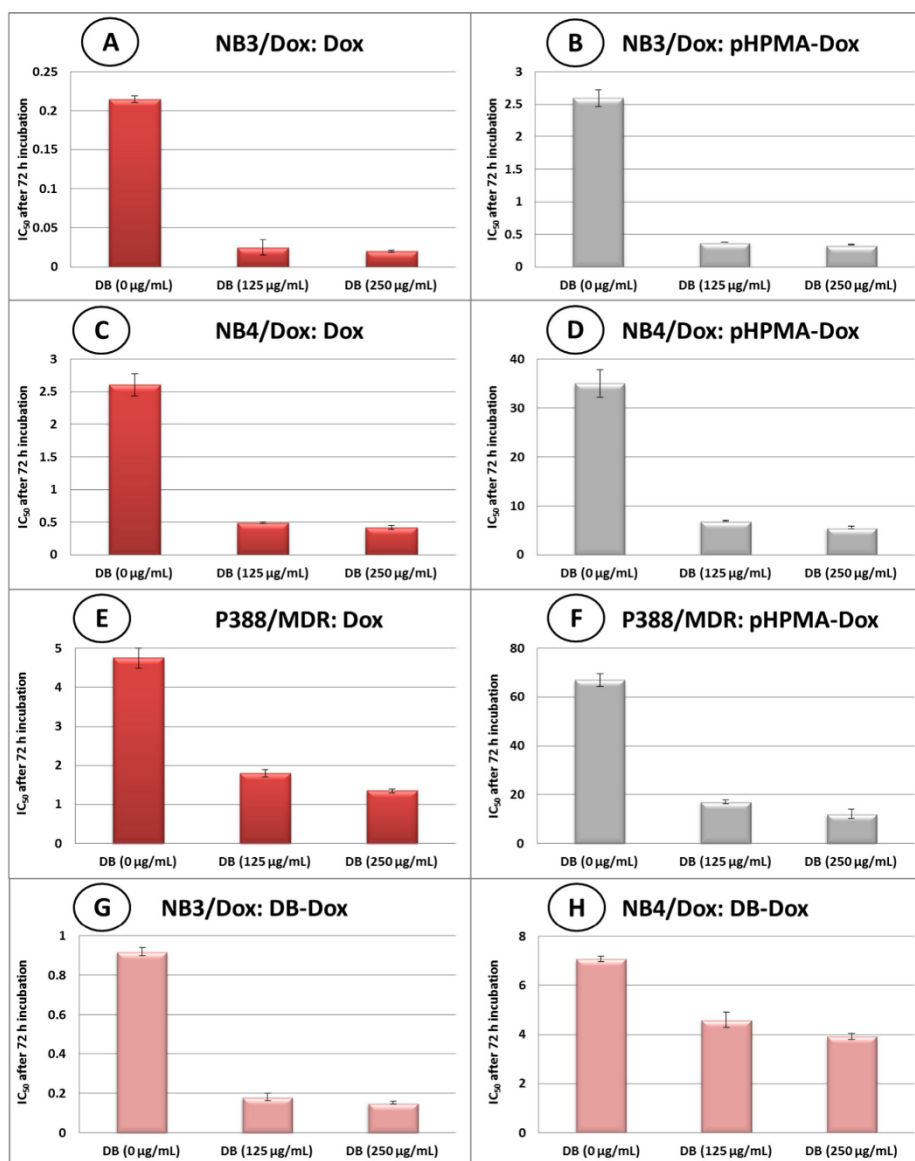 A NB3/Dox: Dox
IC50 after 72 h incubation
0.25
0.2
0.15
0.1
0.05
0
DB (0 µg/mL) DB (125 µg/mL) DB (250 µg/mL)
B NB3/Dox: pHPMA-Dox
IC50 after 72 h incubation
3
2.5
2
1.5
1
0.5
0
DB (0 µg/mL) DB (125 µg/mL) DB (250 µg/mL)
C NB4/Dox: Dox
IC50 after 72 h incubation
3
2.5
2
1.5
1
0.5
0
DB (0 µg/mL) DB (125 µg/mL) DB (250 µg/mL)
D NB4/Dox: pHPMA-Dox
IC50 after 72 h incubation
40
30
20
10
0
DB (0 µg/mL) DB (125 µg/mL) DB (250 µg/mL)
E P388/MDR: Dox
IC50 after 72 h incubation
5
4
3
2
1
0
DB (0 µg/mL) DB (125 µg/mL) DB (250 µg/mL)
F P388/MDR: pHPMA-Dox
IC50 after 72 h incubation
80
60
40
20
0
DB (0 µg/mL) DB (125 µg/mL) DB (250 µg/mL)
G NB3/Dox: DB-Dox
IC50 after 72 h incubation
1
0.8
0.6
0.4
0.2
0
DB (0 µg/mL) DB (125 µg/mL) DB (250 µg/mL)
H NB4/Dox: DB-Dox
IC50 after 72 h incubation
8
6
4
2
0
DB (0 µg/mL) DB (125 µg/mL) DB (250 µg/mL)